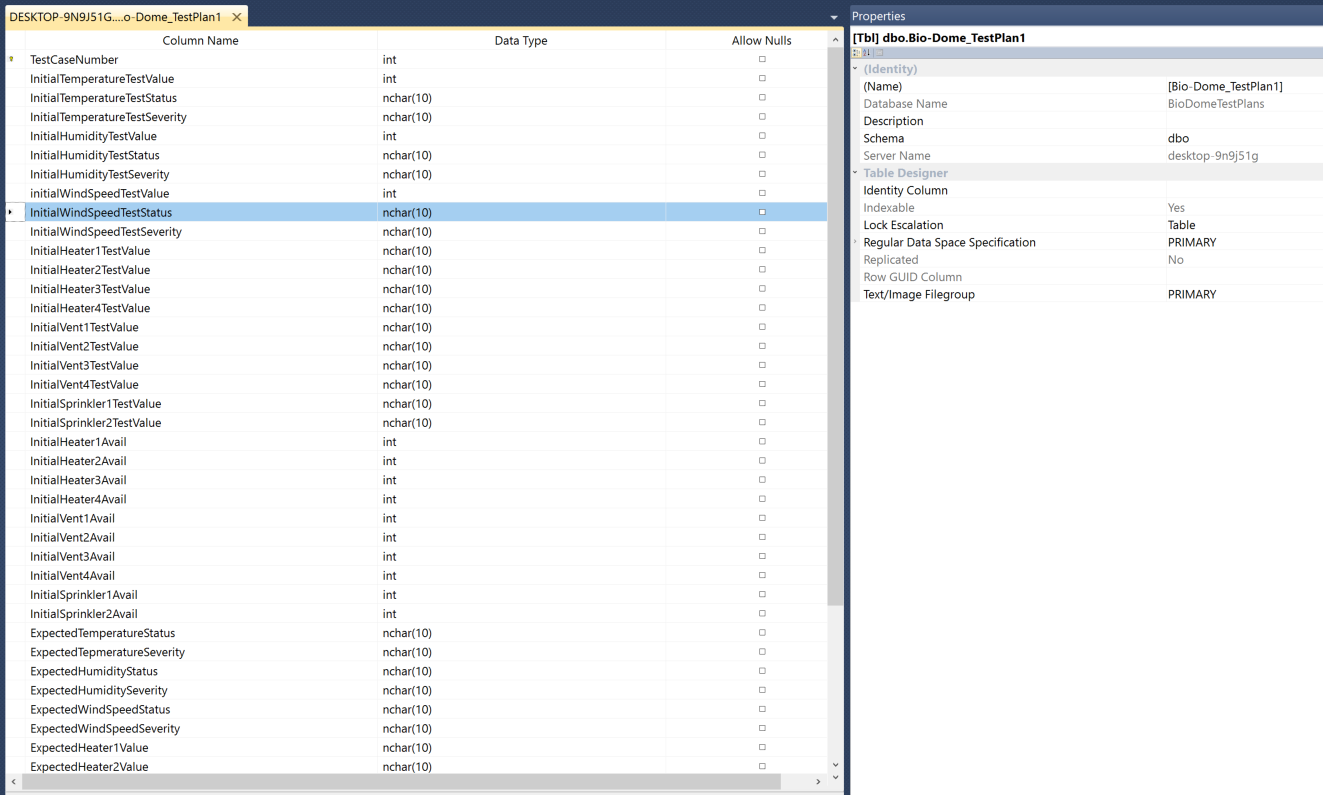 DESKTOP-9N9J51G....o-Dome_TestPlan1
Column Name Data Type Allow Nulls
TestCaseNumber int
InitialTemperatureTestValue int
InitialTemperatureTestStatus nchar(10)
InitialTemperatureTestSeverity nchar(10)
InitialHumidityTestValue int
InitialHumidityTestStatus nchar(10)
InitialHumidityTestSeverity nchar(10)
initialWindSpeedTestValue int
InitialWindSpeedTestStatus nchar(10)
InitialWindSpeedTestSeverity nchar(10)
InitialHeater1TestValue nchar(10)
InitialHeater2TestValue nchar(10)
InitialHeater3TestValue nchar(10)
InitialHeater4TestValue nchar(10)
InitialVent1TestValue nchar(10)
InitialVent2TestValue nchar(10)
InitialVent3TestValue nchar(10)
InitialVent4TestValue nchar(10)
InitialSprinkler1TestValue nchar(10)
InitialSprinkler2TestValue nchar(10)
InitialHeater1Avail int
InitialHeater2Avail int
InitialHeater3Avail int
InitialHeater4Avail int
InitialVent1Avail int
InitialVent2Avail int
InitialVent3Avail int
InitialVent4Avail int
InitialSprinkler1Avail int
InitialSprinkler2Avail int
ExpectedTemperatureStatus nchar(10)
ExpectedTepmeratureSeverity nchar(10)
ExpectedHumidityStatus nchar(10)
ExpectedHumiditySeverity nchar(10)
ExpectedWindSpeedStatus nchar(10)
ExpectedWindSpeedSeverity nchar(10)
ExpectedHeater1Value nchar(10)
ExpectedHeater2Value nchar(10)
Properties
[Tbl] dbo.Bio-Dome_TestPlan1
(Identity)
(Name) [Bio-Dome_TestPlan1]
Database Name BioDomeTestPlans
Description
Schema dbo
Server Name desktop-9n9j51g
Table Designer
Identity Column
Indexable Yes
Lock Escalation Table
Regular Data Space Specification PRIMARY
Replicated No
Row GUID Column
Text/Image Filegroup PRIMARY